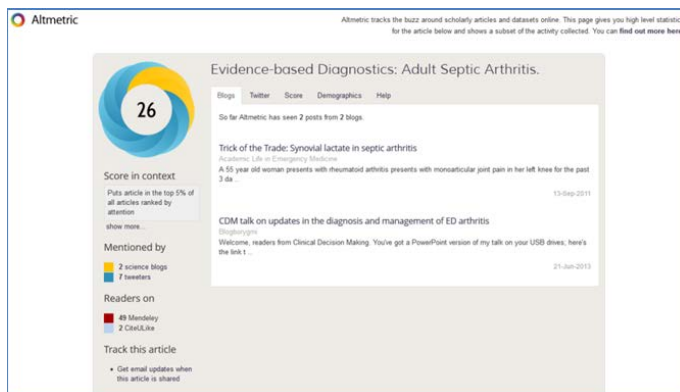 Altmetric
Altmetric tracks the buzz around scholarly articles and datasets online. This page gives you high level statistic
for the article below and shows a subset of the activity collected. You can find out more here
26
Evidence-based Diagnostics: Adult Septic Arthritis.
Blogs Twitter Score Demographics Help
So far Altmetric has seen 2 posts from 2 blogs.
Trick of the Trade: Synovial lactate in septic arthritis
Academic Life in Emergency Medicine
A 55 year old woman presents with rheumatoid arthritis presents with monoarticular joint pain in her left knee for the past
3 da ...
13-Sep-2011
CDM talk on updates in the diagnosis and management of ED arthritis
Blogborygmi
Welcome, readers from Clinical Decision Making. You've got a PowerPoint version of my talk on your USB drives; here's
the link t ...
21-Jan-2013
Score in context
Puts article in the top 5% of
all articles ranked by
attention
show more...
Mentioned by
2 science blogs
7 tweeters
Readers on
49 Mendeley
2 CiteULike
Track this article
• Get email updates when
this article is shared